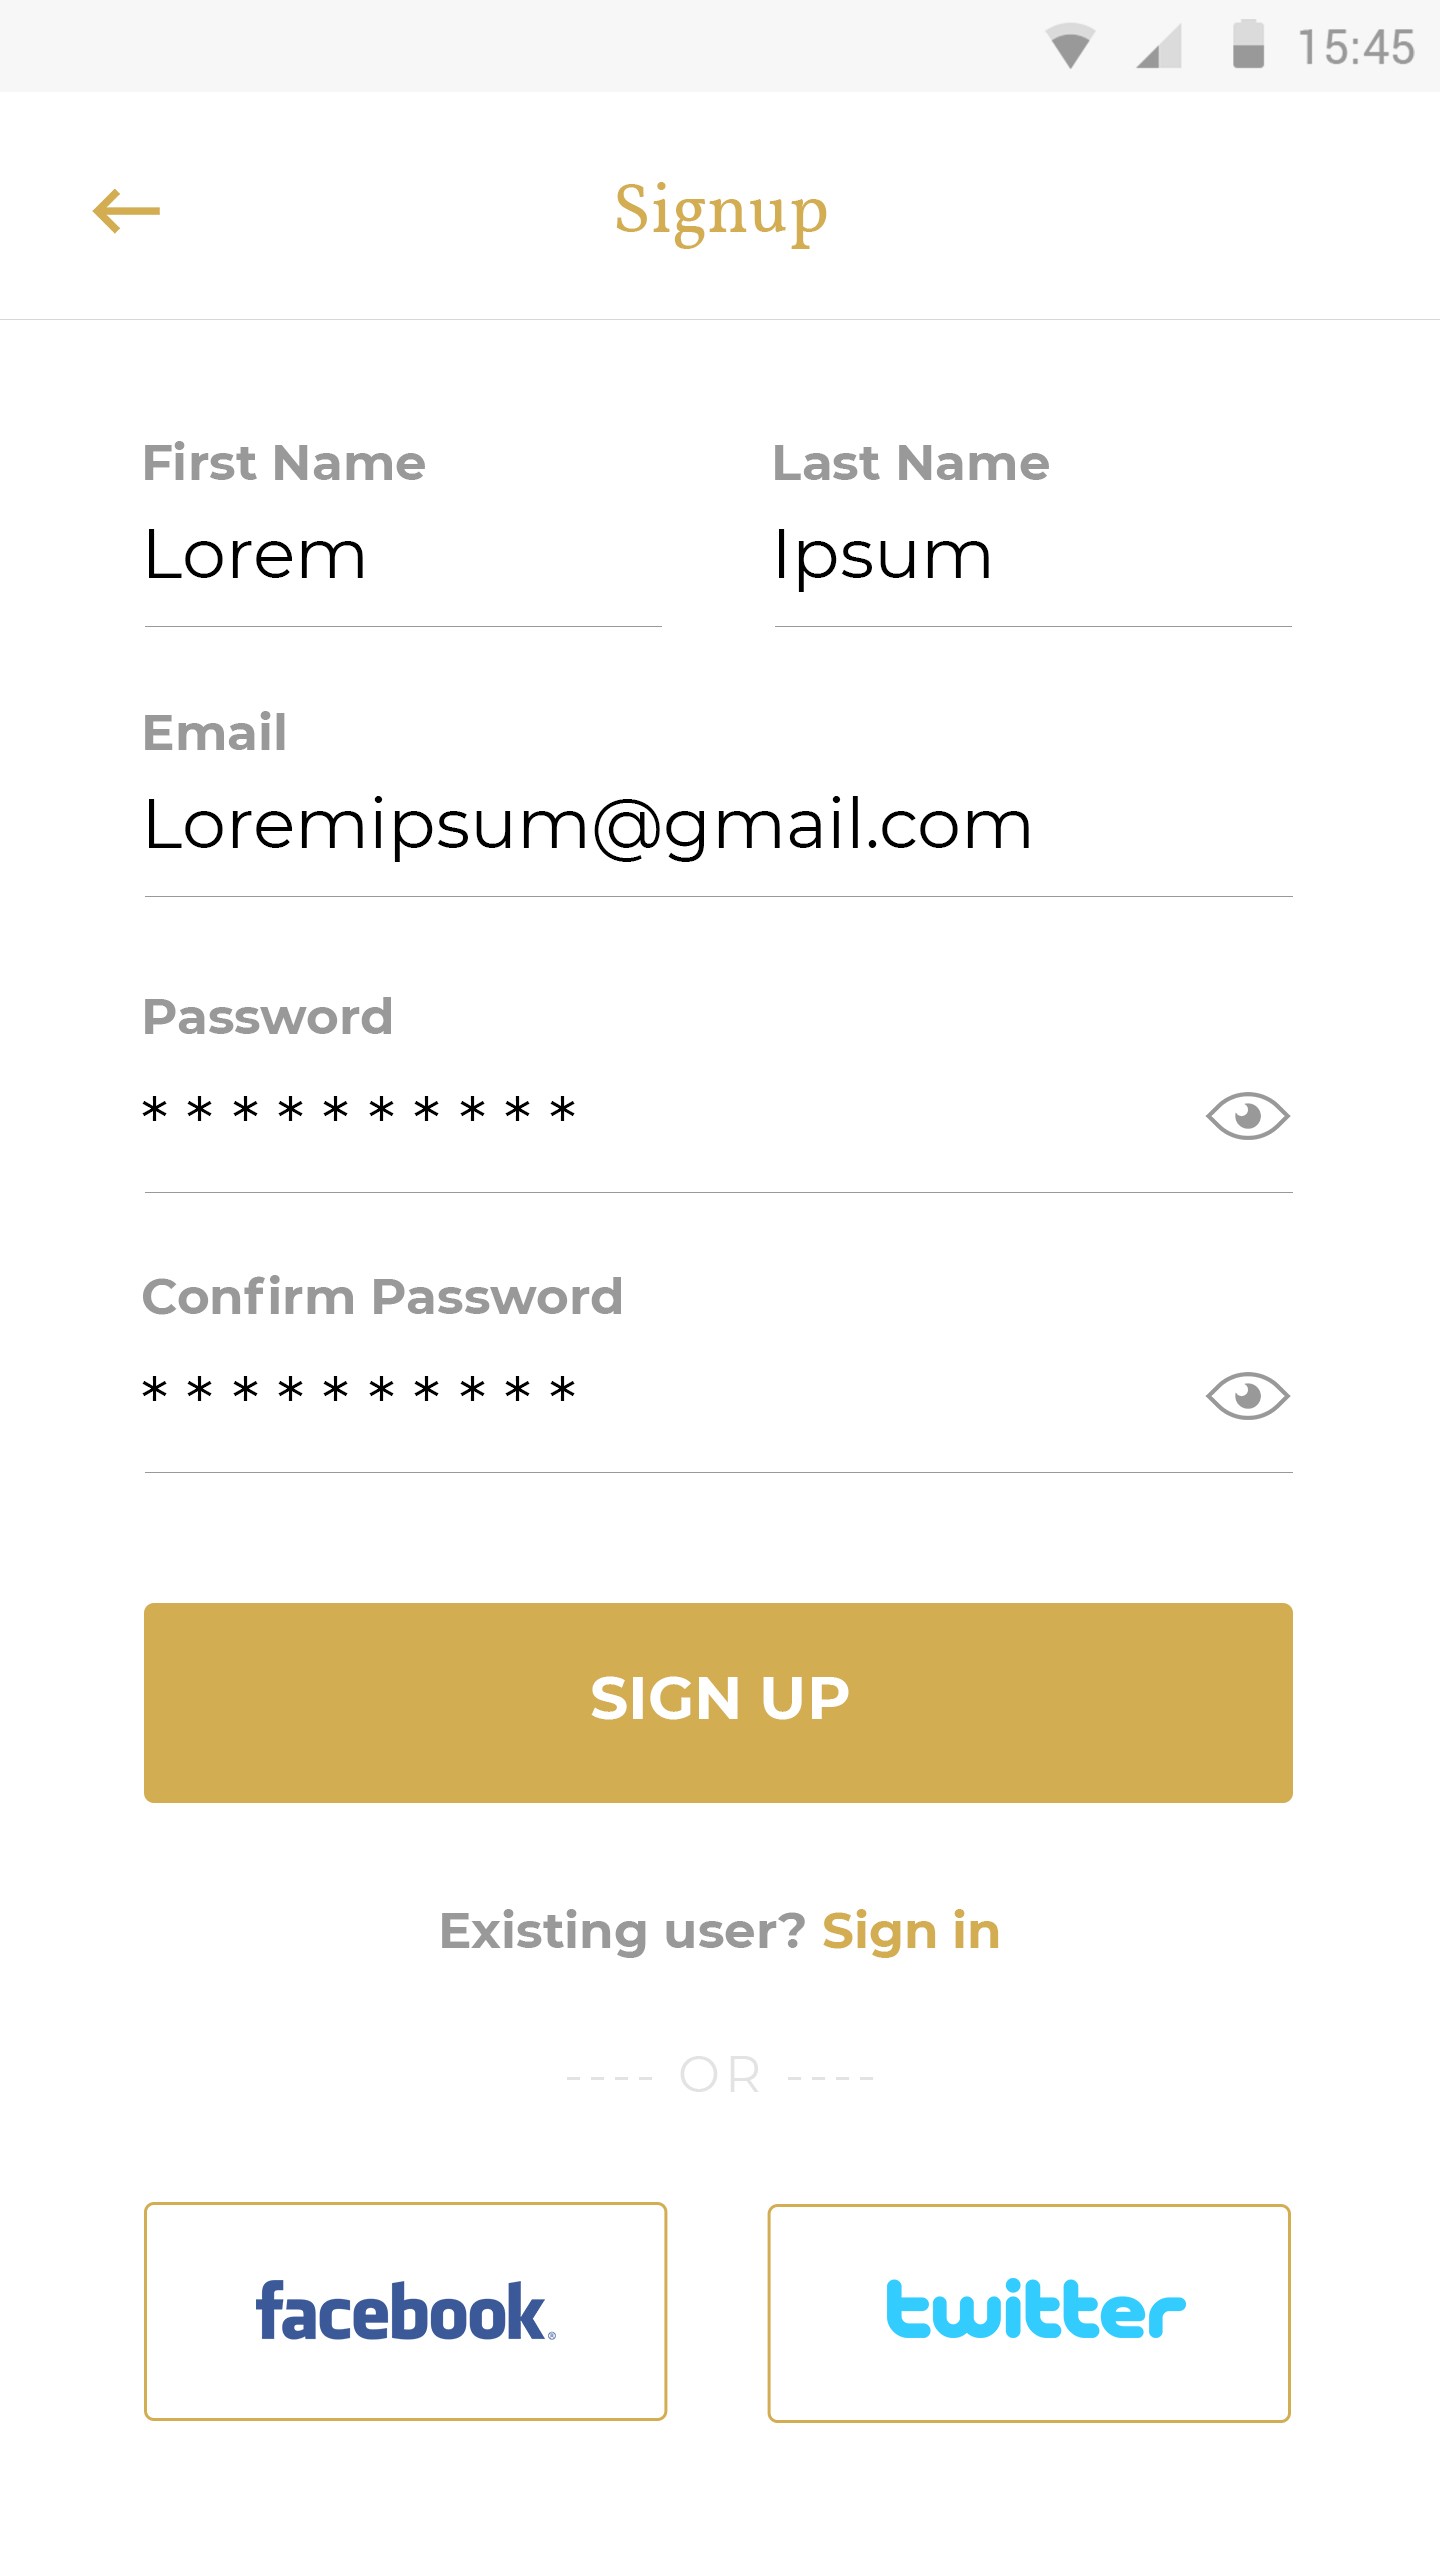 15:45
Signup
First Name Last Name
Lorem Ipsum
Email
Loremipsum@gmail.com
Password
* * * * * * * * * *
Confirm Password
* * * * * * * * * *
SIGN UP
Existing user? Sign in
---- OR ----
facebook® twitter